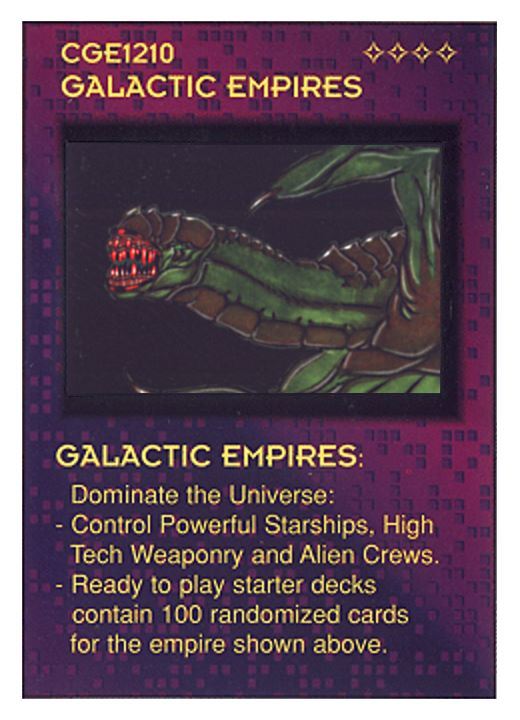 CGE1210
GALACTIC EMPIRES
GALACTIC EMPIRES:
Dominate the Universe:
- Control Powerful Starships, High
Tech Weaponry and Alien Crews.
- Ready to play starter decks
contain 100 randomized cards
for the empire shown above.